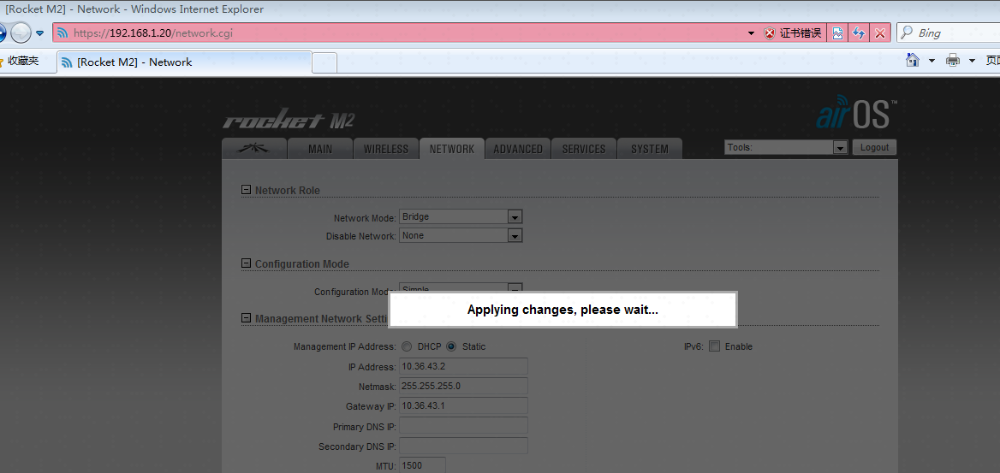 [Rocket M2] - Network - Windows Internet Explorer
https://192.168.1.20/network.cgi 证书错误 Bing
收藏夹 [Rocket M2] - Network 页面
rocket M2 airOS™
MAIN WIRELESS NETWORK ADVANCED SERVICES SYSTEM Tools: Logout
Network Role
Network Mode: Bridge
Disable Network: None
Configuration Mode
Configuration Mode: Simple
Applying changes, please wait...
Management Network Setti
Management IP Address: DHCP Static IPv6: Enable
IP Address: 10.36.43.2
Netmask: 255.255.255.0
Gateway IP: 10.36.43.1
Primary DNS IP:
Secondary DNS IP:
MTU: 1500